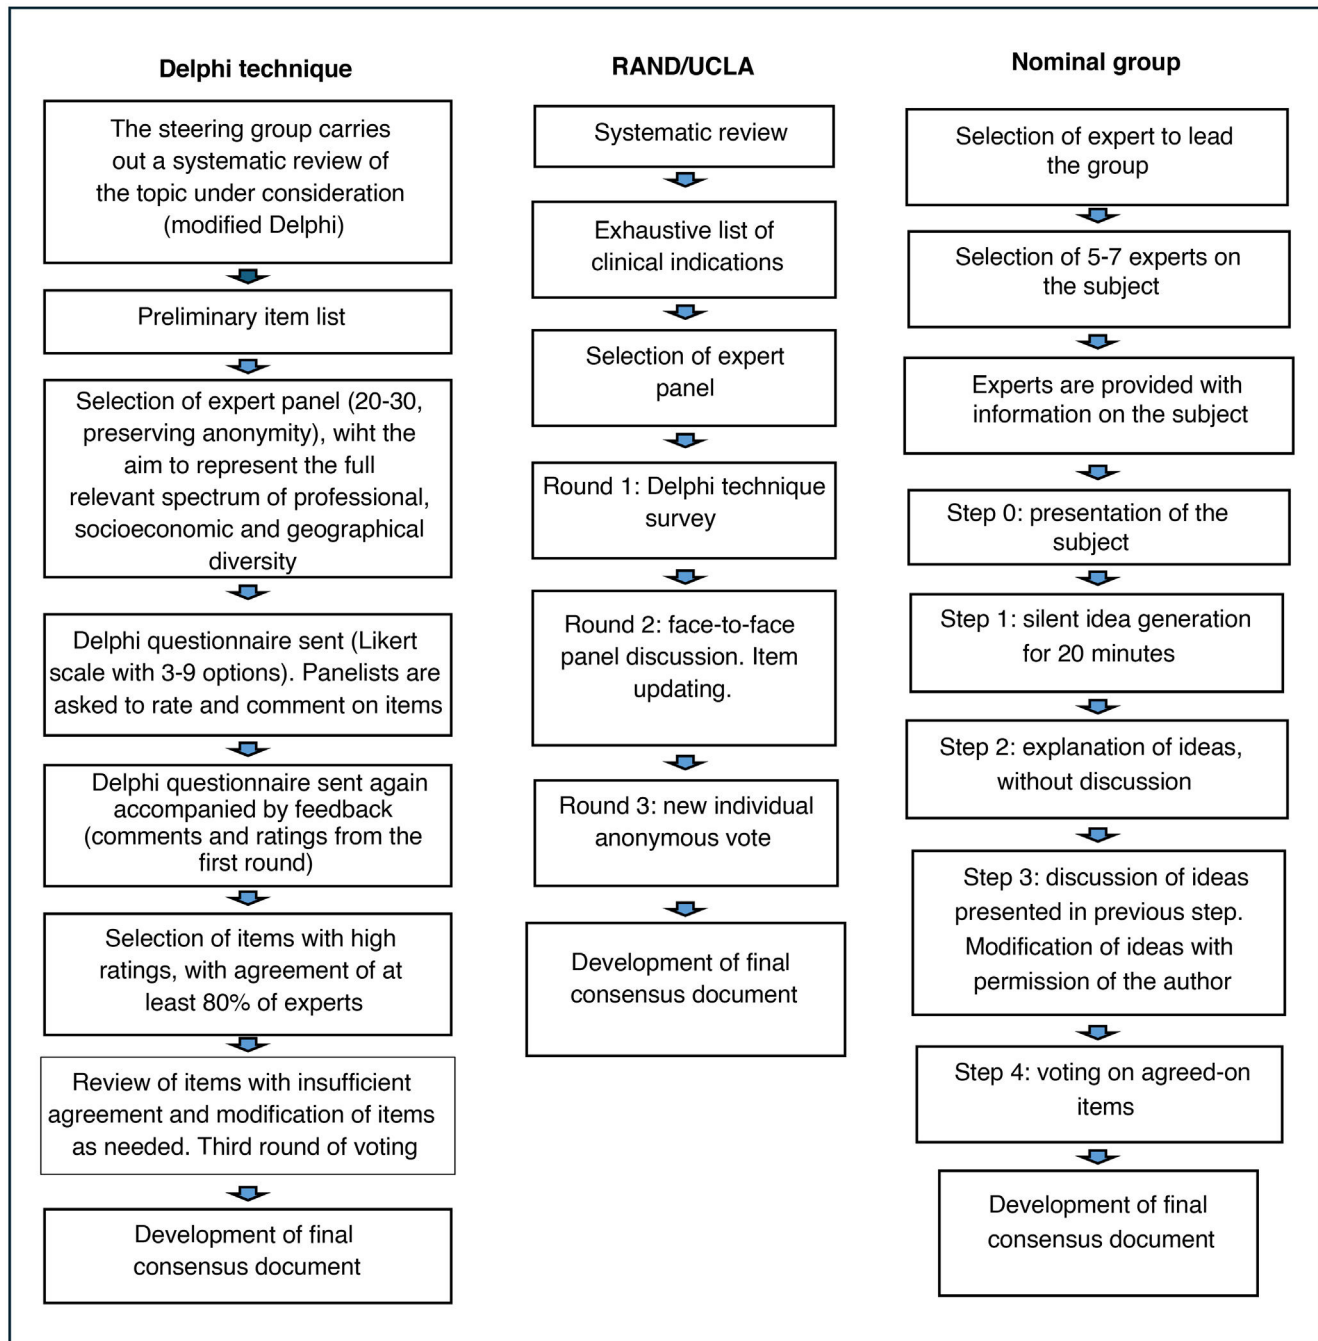 Delphi technique
The steering group carries
out a systematic review of
the topic under consideration
(modified Delphi)
Preliminary item list
Selection of expert panel (20-30,
preserving anonymity), wiht the
aim to represent the full
relevant spectrum of professional,
socioeconomic and geographical
diversity
Delphi questionnaire sent (Likert
scale with 3-9 options). Panelists are
asked to rate and comment on items
Delphi questionnaire sent again
accompanied by feedback
(comments and ratings from the
first round)
Selection of items with high
ratings, with agreement of at
least 80% of experts
Review of items with insufficient
agreement and modification of items
as needed. Third round of voting
Development of final
consensus document
RAND/UCLA
Systematic review
Exhaustive list of
clinical indications
Selection of expert
panel
Round 1: Delphi technique
survey
Round 2: face-to-face
panel discussion. Item
updating.
Round 3: new individual
anonymous vote
Development of final
consensus document
Nominal group
Selection of expert to lead
the group
Selection of 5-7 experts on
the subject
Experts are provided with
information on the subject
Step 0: presentation of the
subject
Step 1: silent idea generation
for 20 minutes
Step 2: explanation of ideas,
without discussion
Step 3: discussion of ideas
presented in previous step.
Modification of ideas with
permission of the author
Step 4: voting on agreed-on
items
Development of final
consensus document